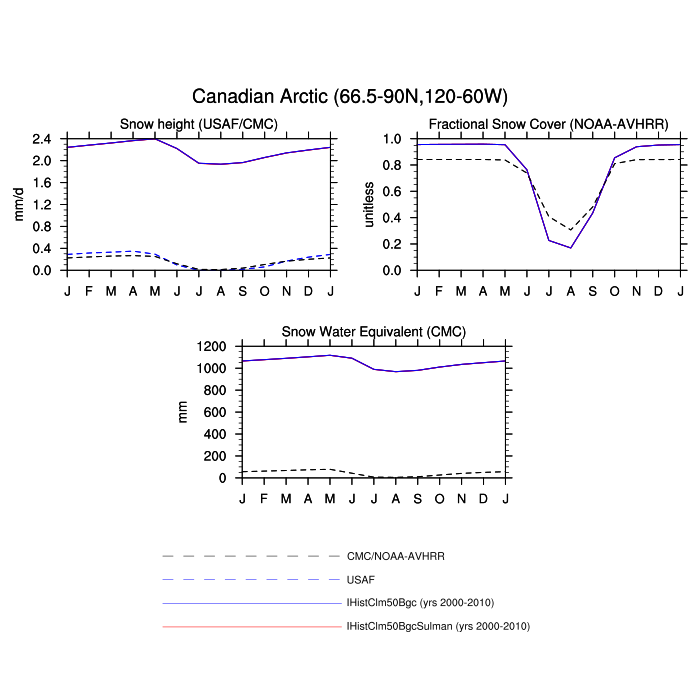 Canadian Arctic (66.5-90N,120-60W)
Snow height (USAF/CMC)
mm/d
2.4
2.0
1.6
1.2
0.8
0.4
0.0
J F M A M J J A S O N D J
Fractional Snow Cover (NOAA-AVHRR)
unitless
1.0
0.8
0.6
0.4
0.2
0.0
J F M A M J J A S O N D J
Snow Water Equivalent (CMC)
mm
1200
1000
800
600
400
200
0
J F M A M J J A S O N D J
CMC/NOAA-AVHRR
USAF
IHistClm50Bgc (yrs 2000-2010)
IHistClm50BgcSulman (yrs 2000-2010)